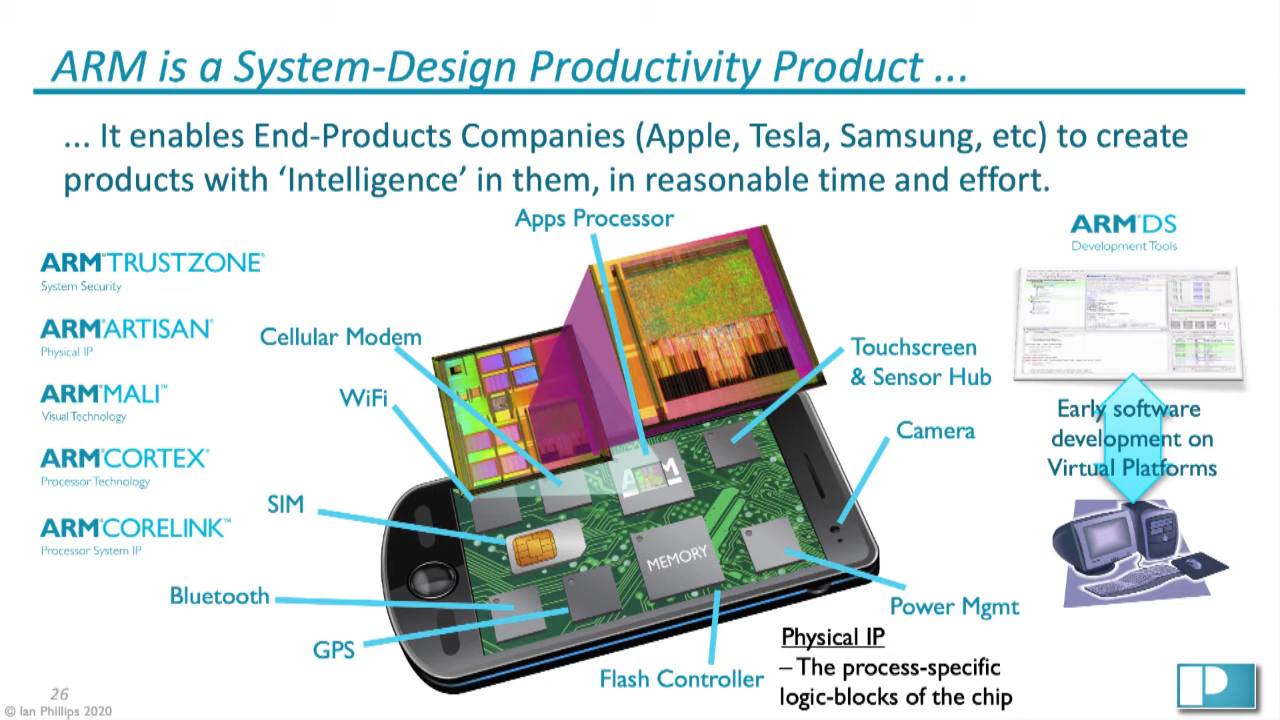 ARM is a System-Design Productivity Product ...
... It enables End-Products Companies (Apple, Tesla, Samsung, etc) to create
products with ‘Intelligence’ in them, in reasonable time and effort.
Apps Processor
ARM®DS
Development Tools
ARM®TRUSTZONE®
System Security
ARM®ARTISAN®
Physical IP
ARM®MALI™
Visual Technology
ARM®CORTEX®
Processor Technology
ARM®CORELINK™
Processor System IP
Cellular Modem
WiFi
SIM
Bluetooth
GPS
Touchscreen
& Sensor Hub
Camera
ARM
MEMORY
Power Mgmt
Flash Controller
Early software
development on
Virtual Platforms
Physical IP
– The process-specific
logic-blocks of the chip
P
26
© Ian Phillips 2020